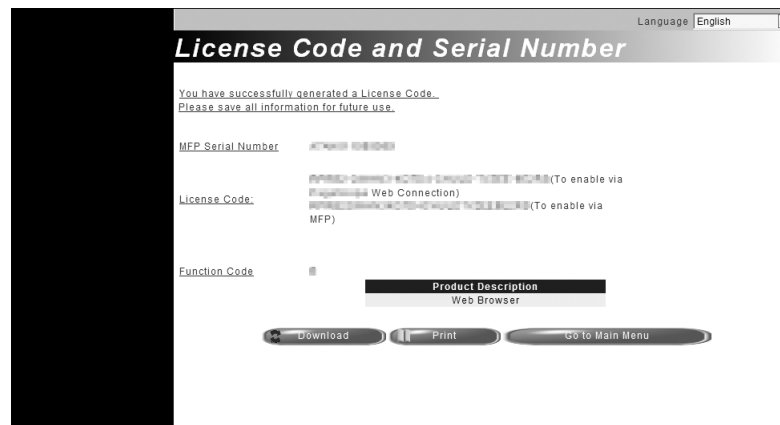 Language English
License Code and Serial Number
You have successfully generated a License Code.
Please save all information for future use.
MFP Serial Number
(To enable via
License Code: Web Connection)
(To enable via
MFP)
Function Code
Product Description
Web Browser
Download Print Go to Main Menu